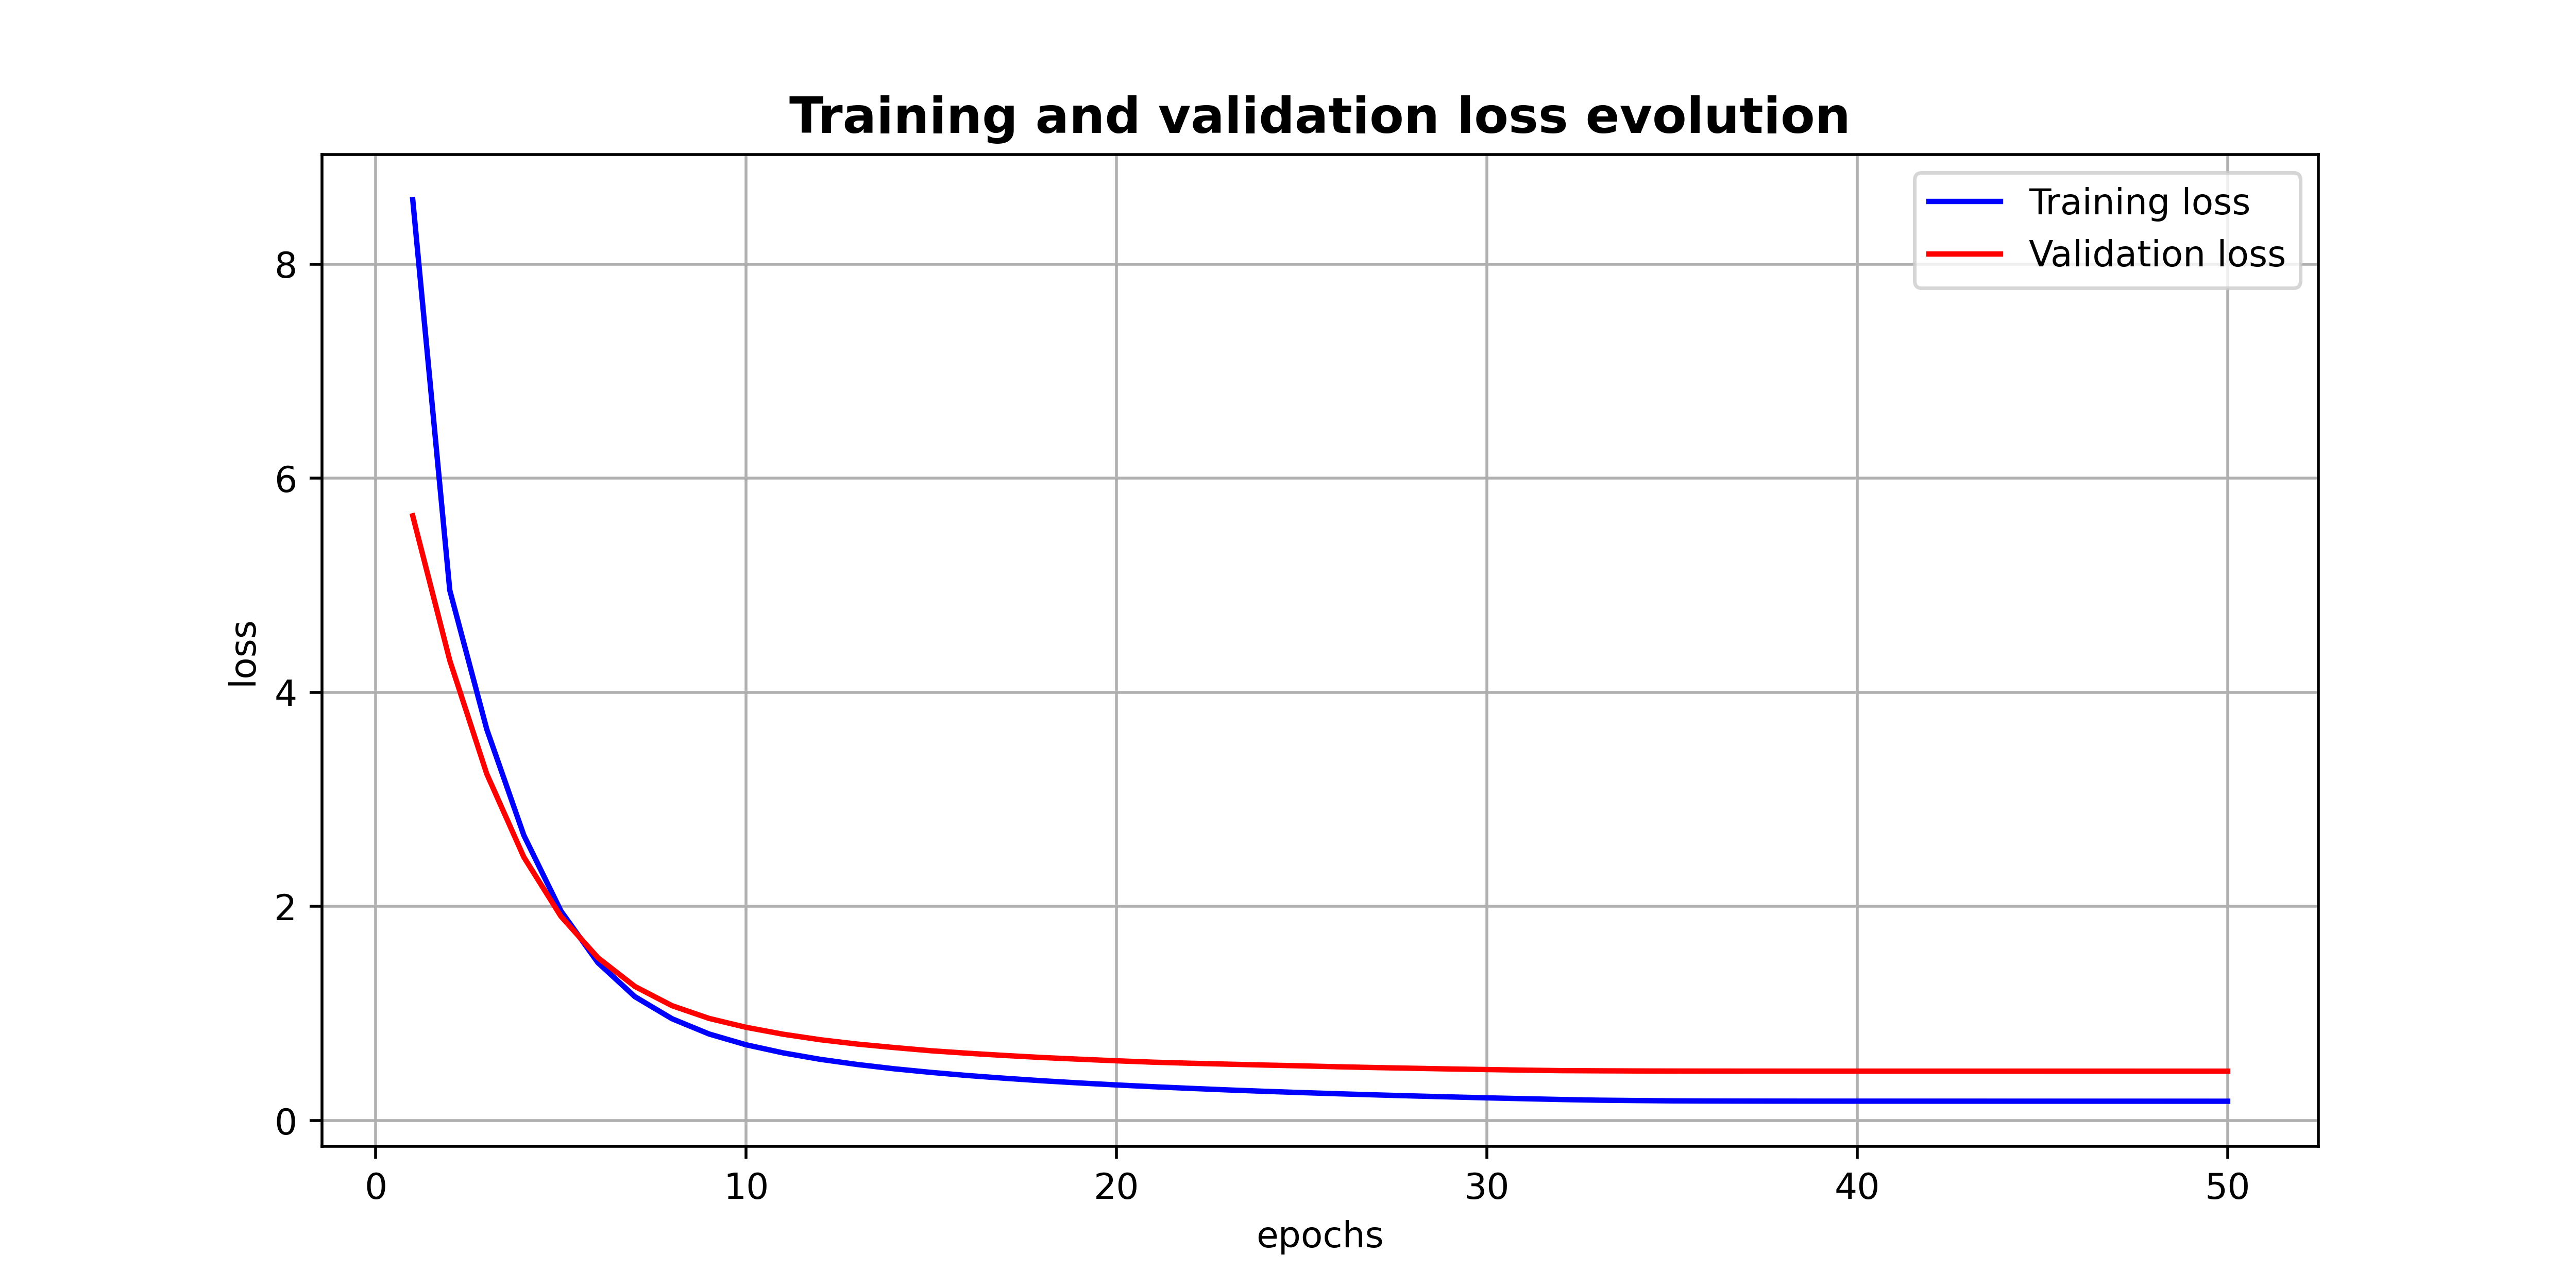 Training and validation loss evolution
Training loss
Validation loss
8
6
4
2
0
loss
0 10 20 30 40 50
epochs